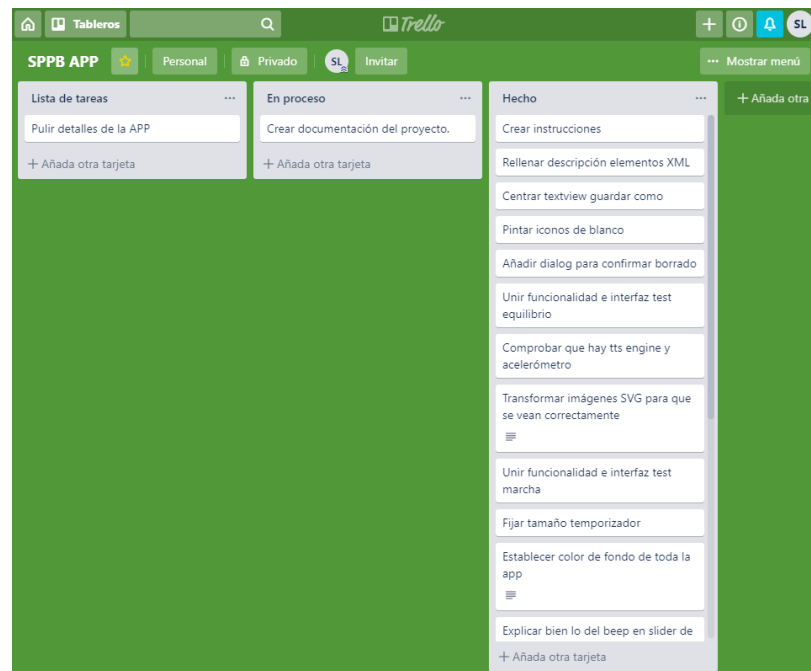 Tableros
Trello
SL
SPPB APP
Personal
Privado
SL
Invitar
··· Mostrar menú
Lista de tareas
Pulir detalles de la APP
+ Añada otra tarjeta
En proceso
Crear documentación del proyecto.
+ Añada otra tarjeta
Hecho
Crear instrucciones
Rellenar descripción elementos XML
Centrar textview guardar como
Pintar iconos de blanco
Añadir dialog para confirmar borrado
Unir funcionalidad e interfaz test
equilibrio
Comprobar que hay tts engine y
acelerómetro
Transformar imágenes SVG para que
se vean correctamente
Unir funcionalidad e interfaz test
marcha
Fijar tamaño temporizador
Establecer color de fondo de toda la
app
Explicar bien lo del beep en slider de
+ Añada otra tarjeta
+ Añada otra